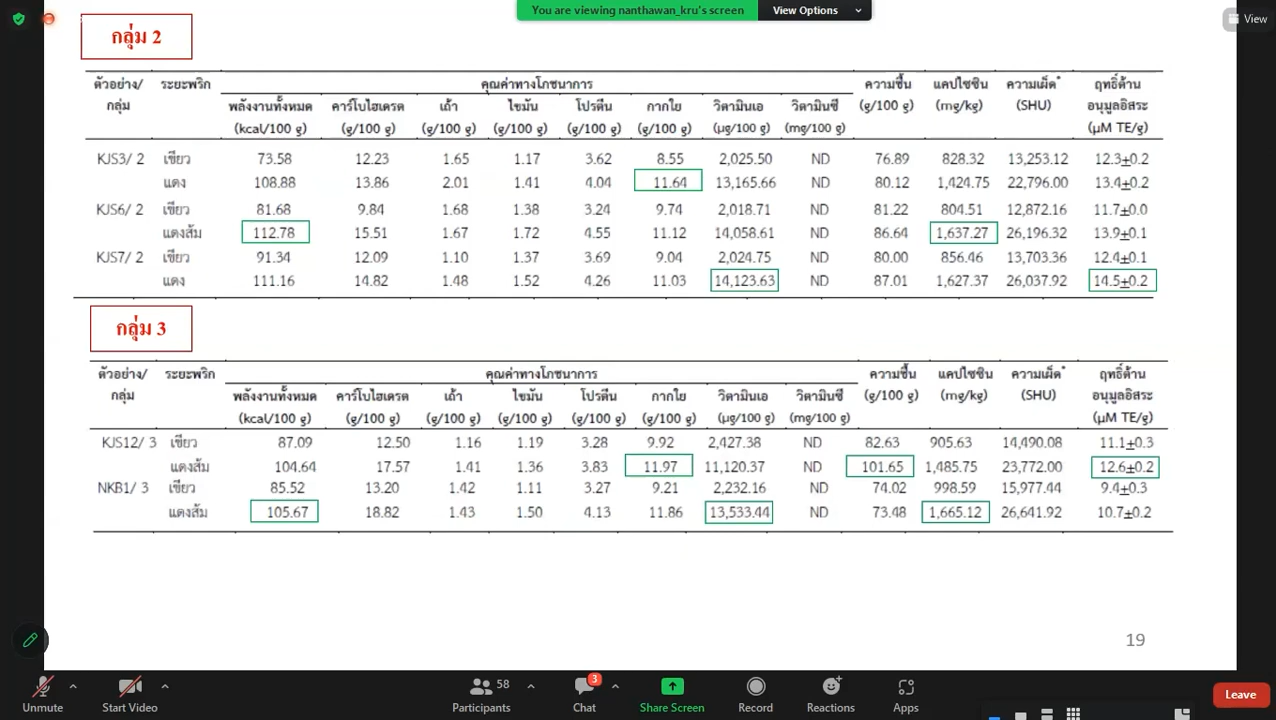 You are viewing nanthawan_kru's screen View Options
View
กลุ่ม 2
ตัวอย่าง/ ระยะพริก คุณค่าทางโภชนาการ ความชื้น แคปไซซิน ความเผ็ด* ฤทธิ์ต้าน
กลุ่ม พลังงานทั้งหมด คาร์โบไฮเดรต เถ้า ไขมัน โปรตีน กากใย วิตามินเอ วิตามินซี (g/100 g) (mg/kg) (SHU) อนุมูลอิสระ
(kcal/100 g) (g/100 g) (g/100 g) (g/100 g) (g/100 g) (g/100 g) (µg/100 g) (mg/100 g) (µM TE/g)
KJS3/ 2 เขียว 73.58 12.23 1.65 1.17 3.62 8.55 2,025.50 ND 76.89 828.32 13,253.12 12.3±0.2
แดง 108.88 13.86 2.01 1.41 4.04 11.64 13,165.66 ND 80.12 1,424.75 22,796.00 13.4±0.2
KJS6/ 2 เขียว 81.68 9.84 1.68 1.38 3.24 9.74 2,018.71 ND 81.22 804.51 12,872.16 11.7±0.0
แดงส้ม 112.78 15.51 1.67 1.72 4.55 11.12 14,058.61 ND 86.64 1,637.27 26,196.32 13.9±0.1
KJS7/ 2 เขียว 91.34 12.09 1.10 1.37 3.69 9.04 2,024.75 ND 80.00 856.46 13,703.36 12.4±0.1
แดง 111.16 14.82 1.48 1.52 4.26 11.03 14,123.63 ND 87.01 1,627.37 26,037.92 14.5±0.2
กลุ่ม 3
ตัวอย่าง/ ระยะพริก คุณค่าทางโภชนาการ ความชื้น แคปไซซิน ความเผ็ด* ฤทธิ์ต้าน
กลุ่ม พลังงานทั้งหมด คาร์โบไฮเดรต เถ้า ไขมัน โปรตีน กากใย วิตามินเอ วิตามินซี (g/100 g) (mg/kg) (SHU) อนุมูลอิสระ
(kcal/100 g) (g/100 g) (g/100 g) (g/100 g) (g/100 g) (g/100 g) (µg/100 g) (mg/100 g) (µM TE/g)
KJS12/ 3 เขียว 87.09 12.50 1.16 1.19 3.28 9.92 2,427.38 ND 82.63 905.63 14,490.08 11.1±0.3
แดงส้ม 104.64 17.57 1.41 1.36 3.83 11.97 11,120.37 ND 101.65 1,485.75 23,772.00 12.6±0.2
NKB1/ 3 เขียว 85.52 13.20 1.42 1.11 3.27 9.21 2,232.16 ND 74.02 998.59 15,977.44 9.4±0.3
แดงส้ม 105.67 18.82 1.43 1.50 4.13 11.86 13,533.44 ND 73.48 1,665.12 26,641.92 10.7±0.2
19
58 3
Unmute Start Video Participants Chat Share Screen Record Reactions Apps Leave